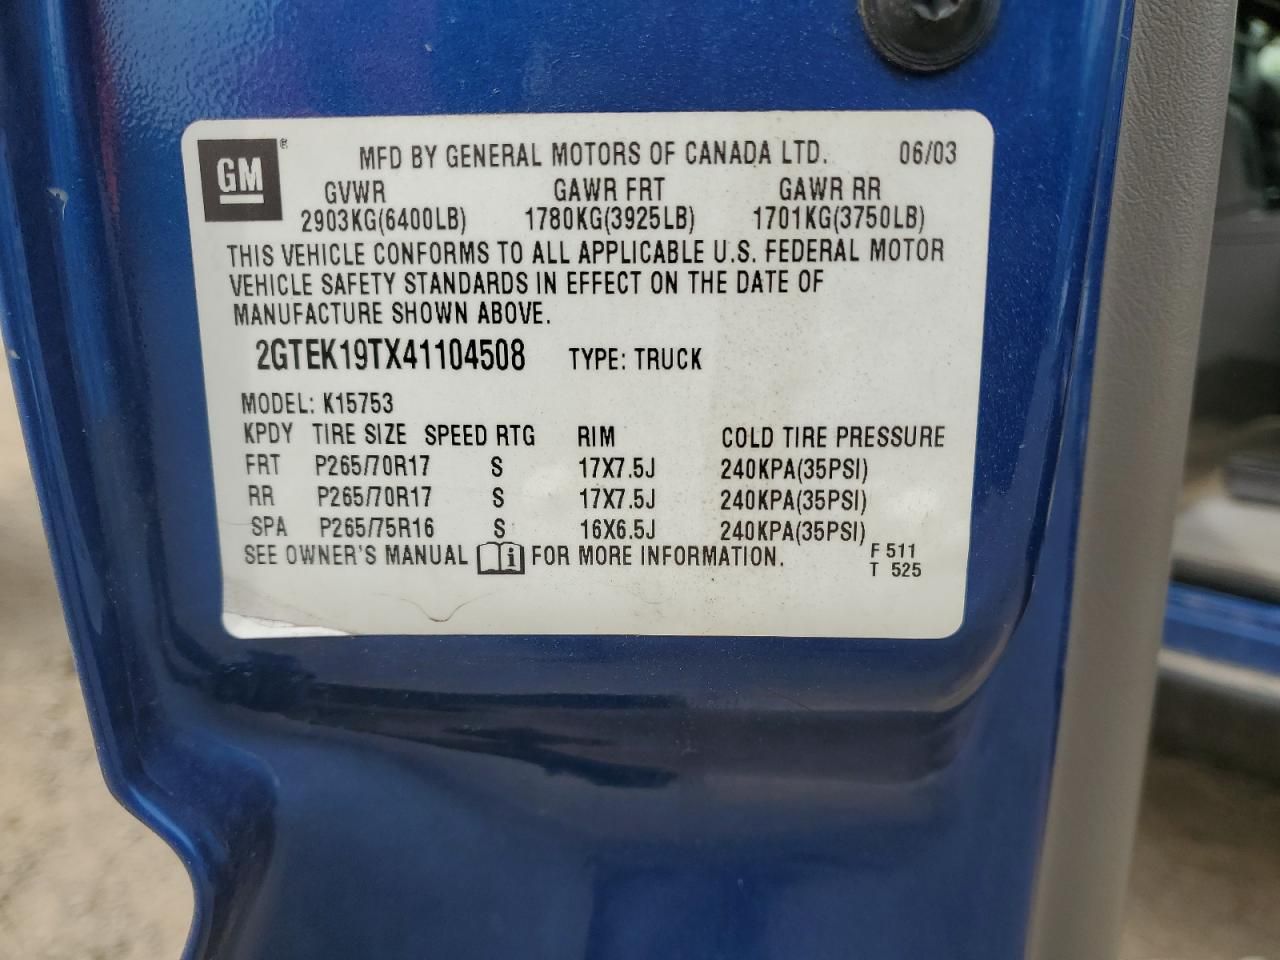 GM® MFD BY GENERAL MOTORS OF CANADA LTD. 06/03
GVWR GAWR FRT GAWR RR
2903KG(6400LB) 1780KG(3925LB) 1701KG(3750LB)
THIS VEHICLE CONFORMS TO ALL APPLICABLE U.S. FEDERAL MOTOR
VEHICLE SAFETY STANDARDS IN EFFECT ON THE DATE OF
MANUFACTURE SHOWN ABOVE.
2GTEK19TX41104508 TYPE: TRUCK
MODEL: K15753
KPDY TIRE SIZE SPEED RTG RIM COLD TIRE PRESSURE
FRT P265/70R17 S 17X7.5J 240KPA(35PSI)
RR P265/70R17 S 17X7.5J 240KPA(35PSI)
SPA P265/75R16 S 16X6.5J 240KPA(35PSI)
SEE OWNER'S MANUAL i FOR MORE INFORMATION. F 511
T 525